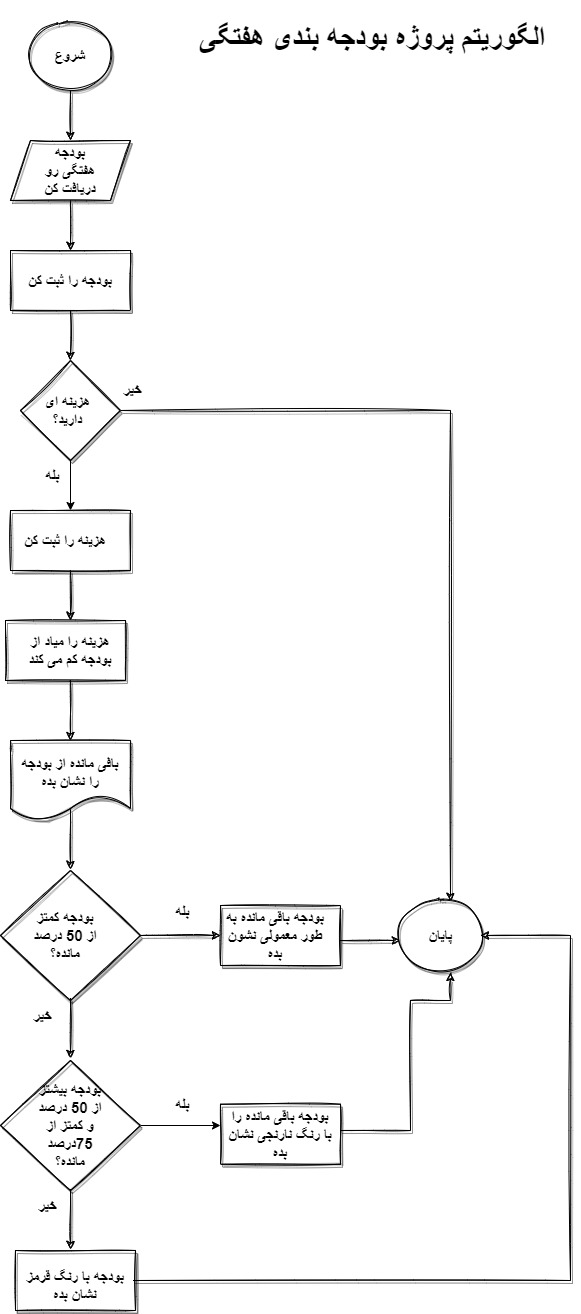 الگوریتم پروژه بودجه بندی هفتگی
شروع
بودجه
هفتگی رو
دریافت کن
بودجه را ثبت کن
هزینه ای
دارید؟
خیر
بله
هزینه را ثبت کن
هزینه را میاد از
بودجه کم می کند
باقی مانده از بودجه
را نشان بده
بودجه کمتز
از 50 درصد
مانده؟
بله
بودجه باقی مانده به
طور معمولی نشون
بده
پایان
خیر
بودجه بیشتز
از 50 درصد
و کمتز از
75درصد
مانده؟
بله
بودجه باقی مانده را
با رنگ نارنجی نشان
بده
خیر
بودجه با رنگ قرمز
نشان بده